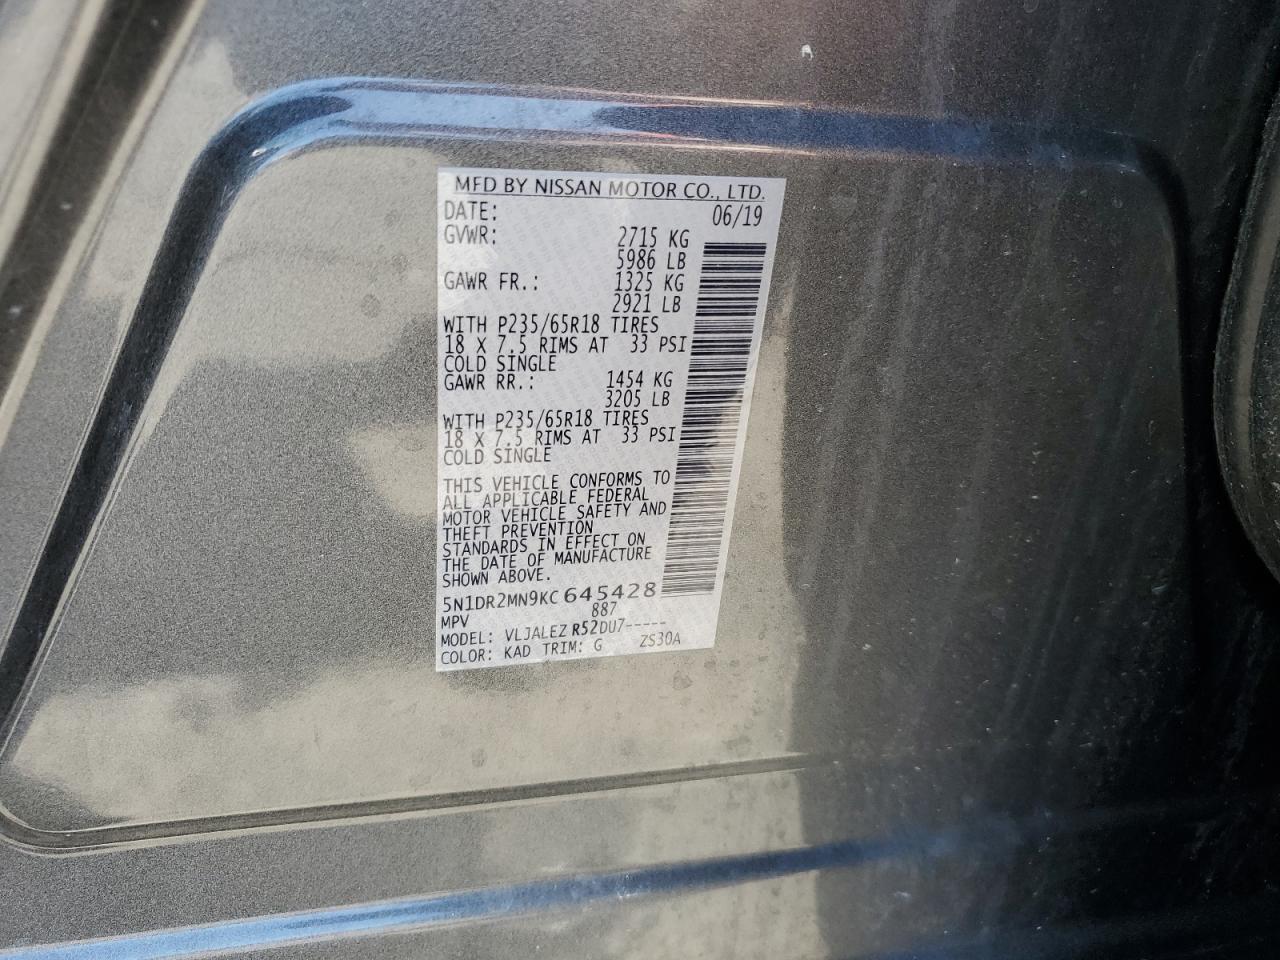 MFD BY NISSAN MOTOR CO., LTD.
DATE: 06/19
GVWR: 2715 KG
5986 LB
GAWR FR.: 1325 KG
2921 LB
WITH P235/65R18 TIRES
18 X 7.5 RIMS AT 33 PSI
COLD SINGLE
GAWR RR.: 1454 KG
3205 LB
WITH P235/65R18 TIRES
18 X 7.5 RIMS AT 33 PSI
COLD SINGLE
THIS VEHICLE CONFORMS TO
ALL APPLICABLE FEDERAL
MOTOR VEHICLE SAFETY AND
THEFT PREVENTION
STANDARDS IN EFFECT ON
THE DATE OF MANUFACTURE
SHOWN ABOVE.
5N1DR2MN9KC645428
MPV 887
MODEL: VLJALEZ R52DU7-----
COLOR: KAD TRIM: G ZS30A